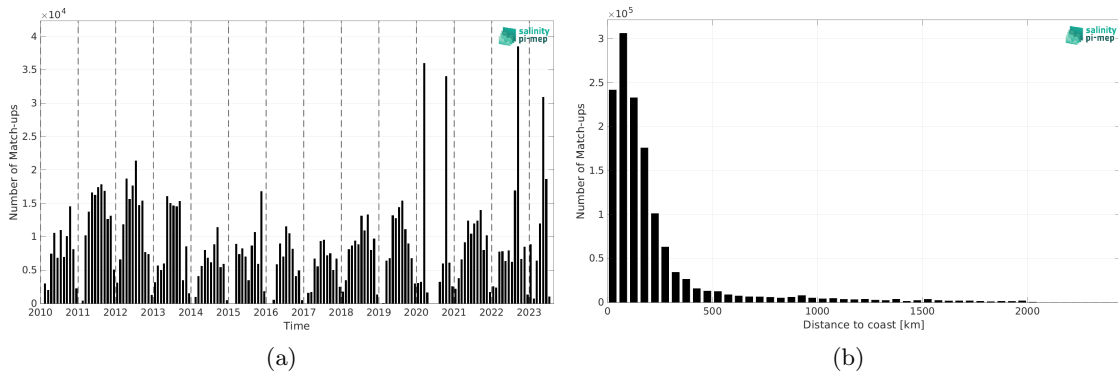 ×10⁴
salinity
pi-mep
4
3.5
3
2.5
2
1.5
1
0.5
0
Number of Match-ups
2010 2011 2012 2013 2014 2015 2016 2017 2018 2019 2020 2021 2022 2023
Time
(a)
×10⁵
salinity
pi-mep
3
2.5
2
1.5
1
0.5
0
Number of Match-ups
0 500 1000 1500 2000
Distance to coast [km]
(b)